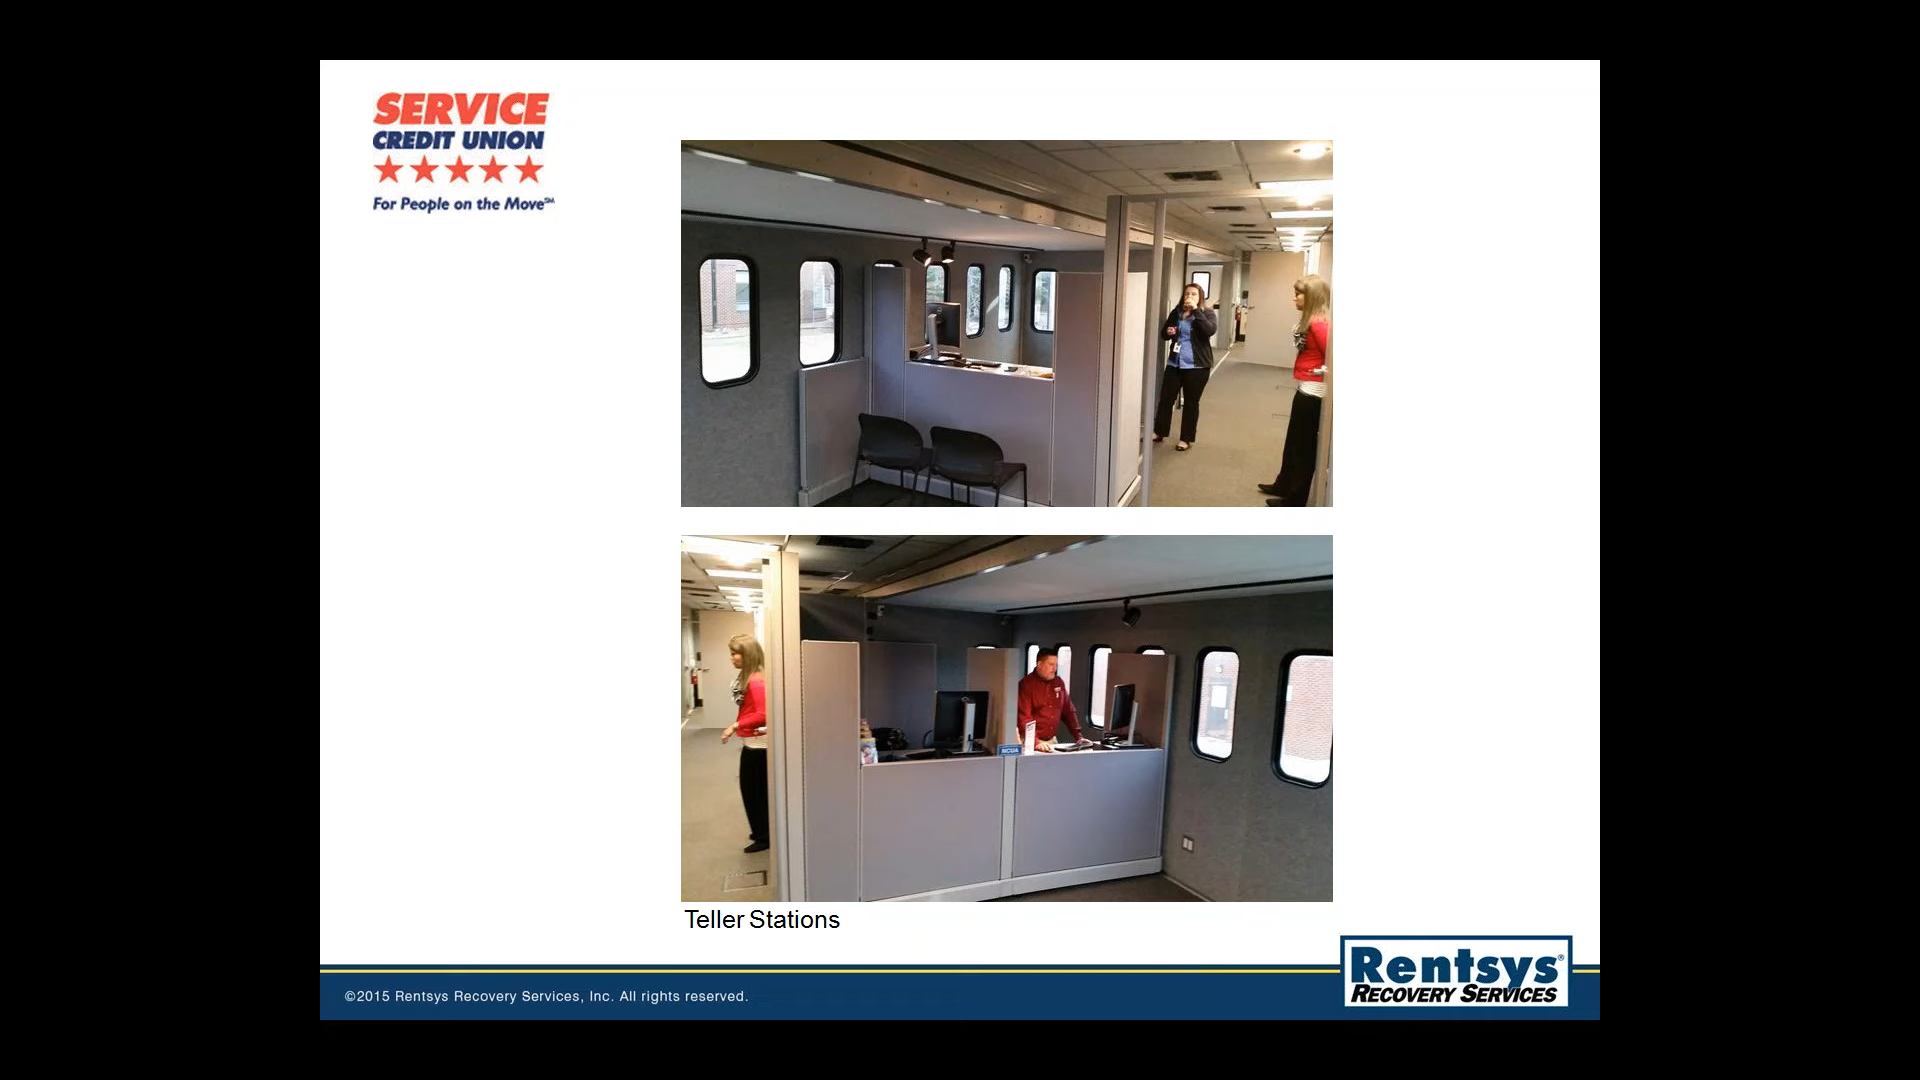 SERVICE
CREDIT UNION
For People on the Move℠
NCUA
Teller Stations
©2015 Rentsys Recovery Services, Inc. All rights reserved.
Rentsys®
RECOVERY SERVICES